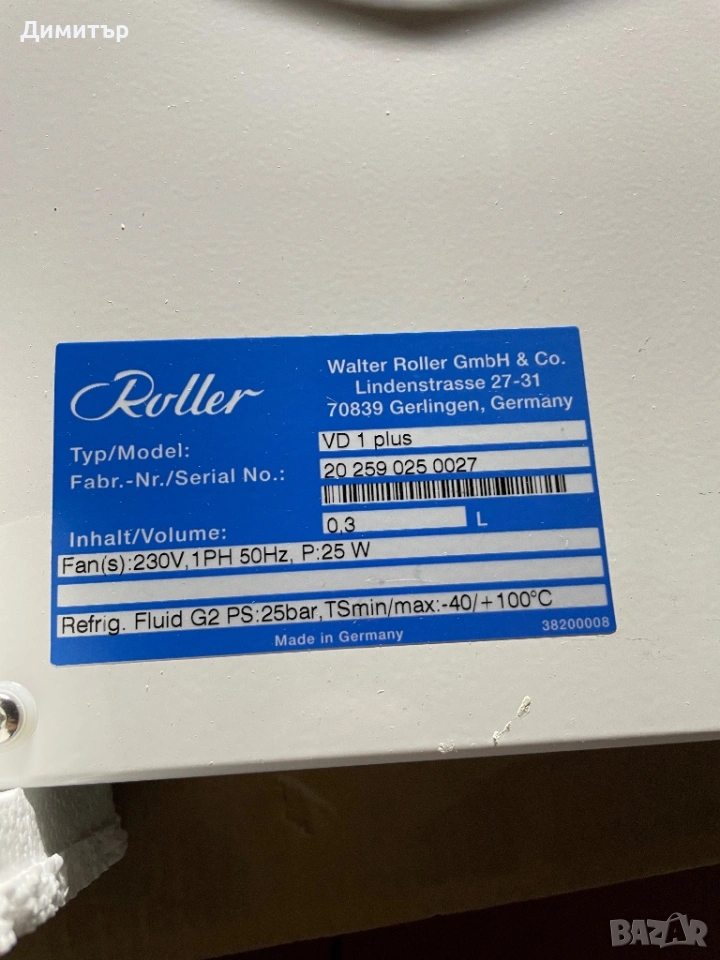 Димитър
Roller
Walter Roller GmbH & Co.
Lindenstrasse 27-31
70839 Gerlingen, Germany
Typ/Model: VD 1 plus
Fabr.-Nr./Serial No.: 20 259 025 0027
Inhalt/Volume: 0,3 L
Fan(s):230V,1PH 50Hz, P:25 W
Refrig. Fluid G2 PS:25bar,TSmin/max:-40/+100°C
Made in Germany 38200008
BAZAR